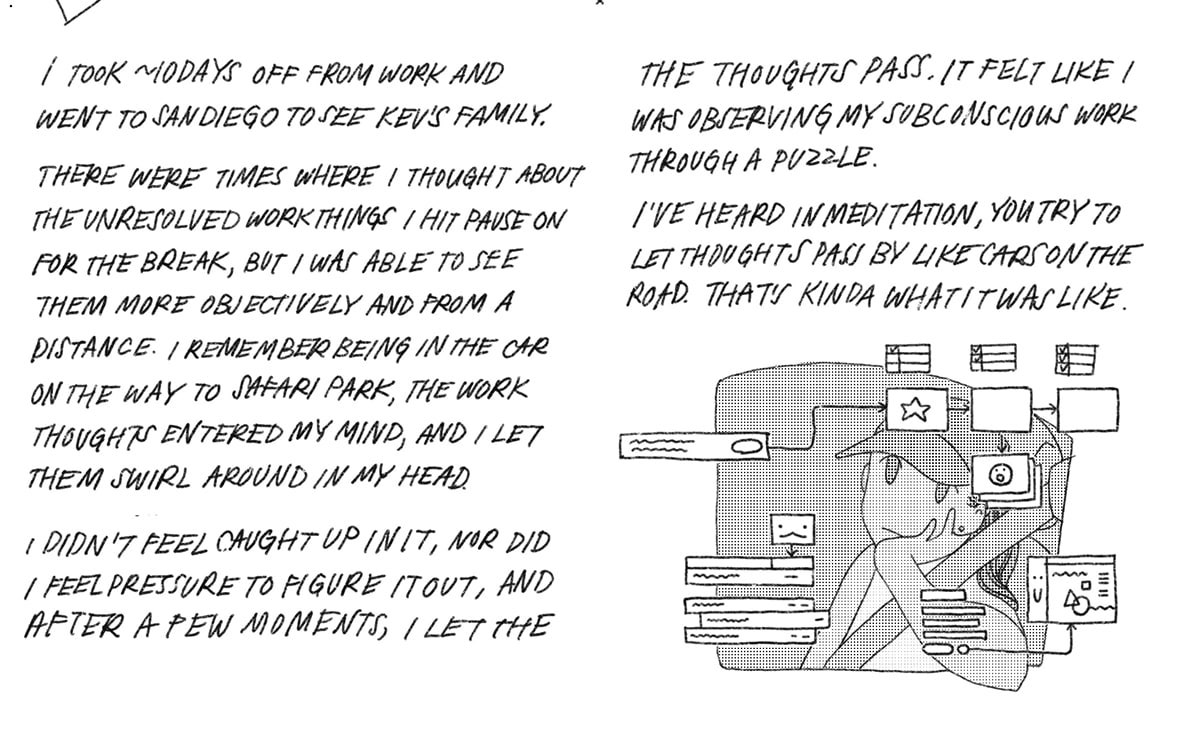 I TOOK ~10 DAYS OFF FROM WORK AND
WENT TO SAN DIEGO TO SEE KEV'S FAMILY.
THERE WERE TIMES WHERE I THOUGHT ABOUT
THE UNRESOLVED WORK THINGS I HIT PAUSE ON
FOR THE BREAK, BUT I WAS ABLE TO SEE
THEM MORE OBJECTIVELY AND FROM A
DISTANCE. I REMEMBER BEING IN THE CAR
ON THE WAY TO SAFARI PARK, THE WORK
THOUGHTS ENTERED MY MIND, AND I LET
THEM SWIRL AROUND IN MY HEAD.
I DIDN'T FEEL CAUGHT UP IN IT, NOR DID
I FEEL PRESSURE TO FIGURE IT OUT, AND
AFTER A FEW MOMENTS, I LET THE
THE THOUGHTS PASS. IT FELT LIKE I
WAS OBSERVING MY SUBCONSCIOUS WORK
THROUGH A PUZZLE.
I'VE HEARD IN MEDITATION, YOU TRY TO
LET THOUGHTS PASS BY LIKE CARS ON THE
ROAD. THAT'S KINDA WHAT IT WAS LIKE.